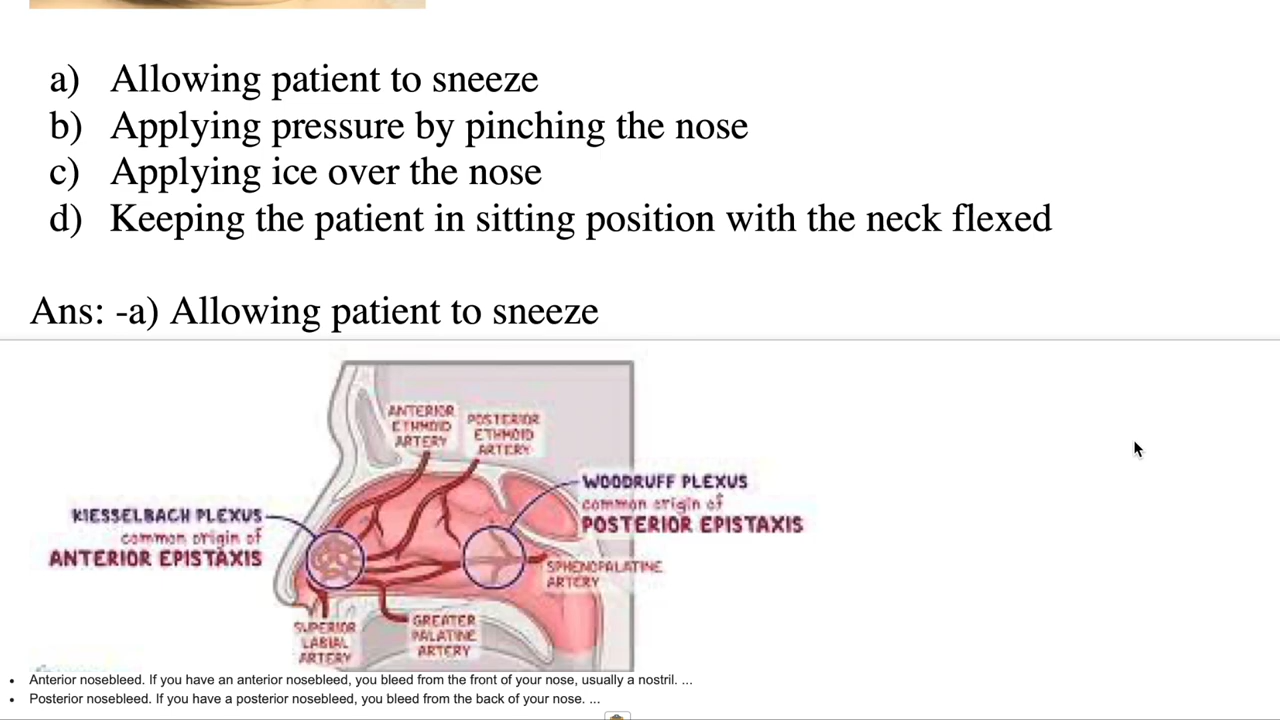 a) Allowing patient to sneeze
b) Applying pressure by pinching the nose
c) Applying ice over the nose
d) Keeping the patient in sitting position with the neck flexed
Ans: -a) Allowing patient to sneeze
ANTERIOR
ETHMOID
ARTERY
POSTERIOR
ETHMOID
ARTERY
WOODRUFF PLEXUS
common origin of
POSTERIOR EPISTAXIS
KIESSELBACH PLEXUS
common origin of
ANTERIOR EPISTAXIS
SPHENOPALATINE
ARTERY
SUPERIOR
LABIAL
ARTERY
GREATER
PALATINE
ARTERY
• Anterior nosebleed. If you have an anterior nosebleed, you bleed from the front of your nose, usually a nostril. ...
• Posterior nosebleed. If you have a posterior nosebleed, you bleed from the back of your nose. ...